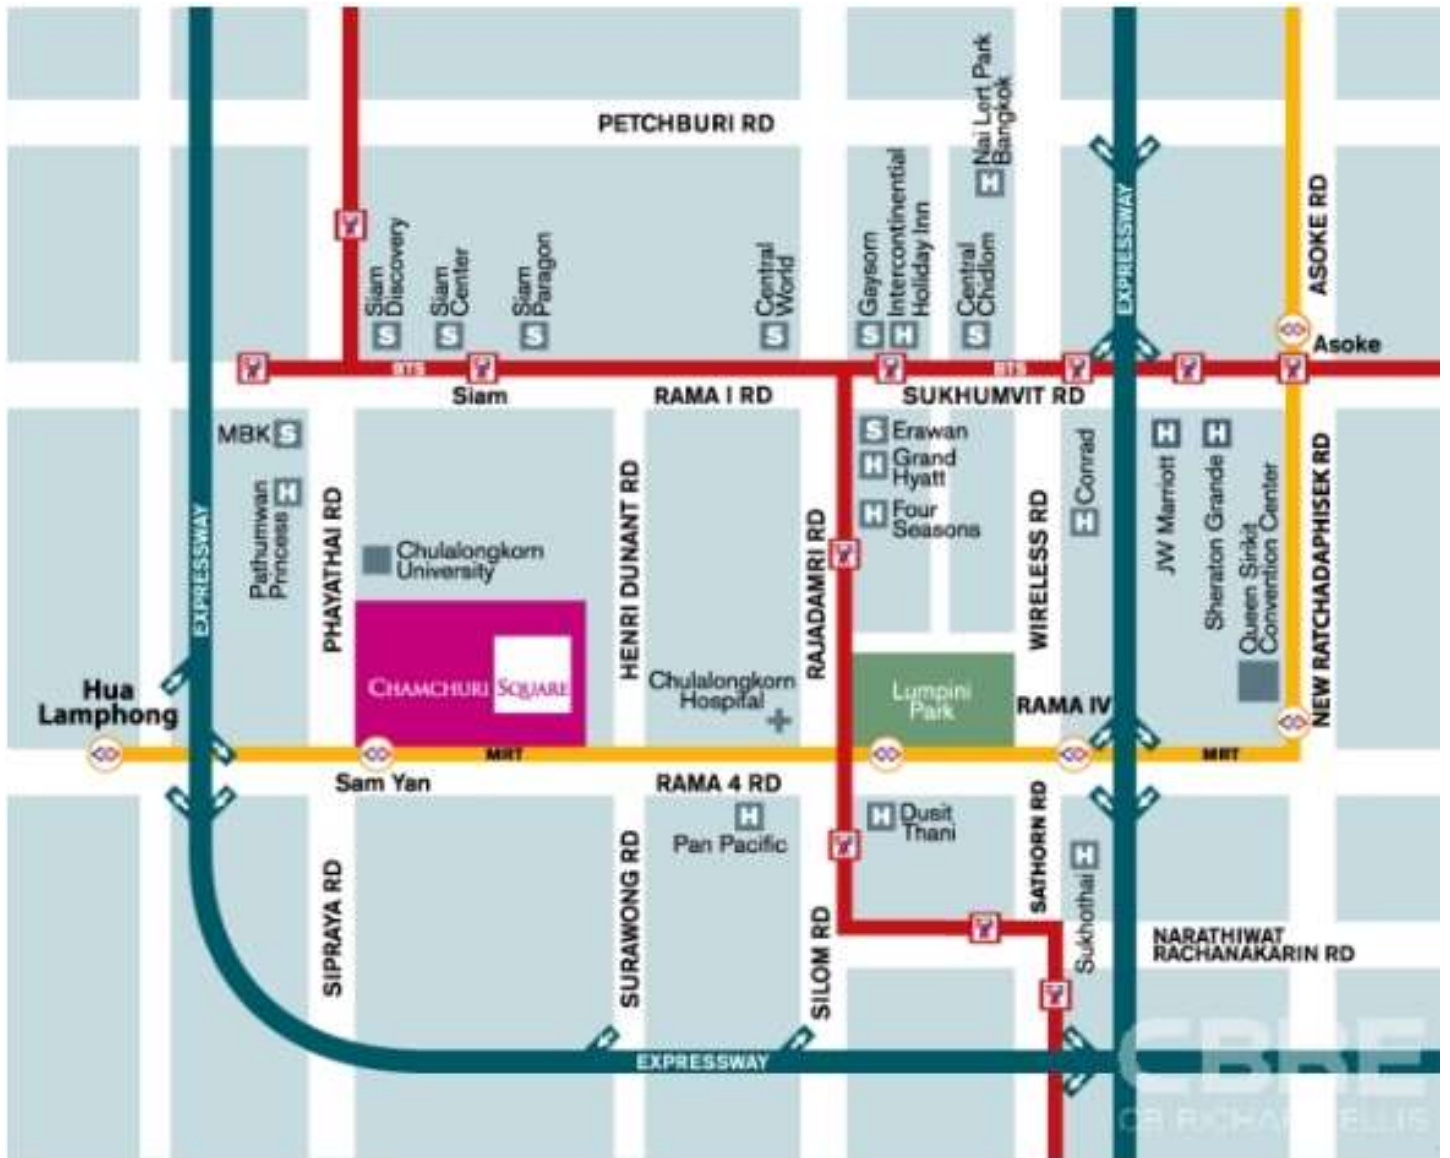 PETCHBURI RD
Nai Lert Park
Bangkok
H
EXPRESSWAY
ASOKE RD
Siam
Discovery
S
Siam
Center
S
Siam
Paragon
S
Central
World
S
Gaysorn
S
Intercontinental
Holiday Inn
H
Central
Chidlom
S
Asoke
BTS
BTS
Siam
RAMA I RD
SUKHUMVIT RD
MBK S
Pathumwan
Princess
H
EXPRESSWAY
PHAYATHAI RD
Chulalongkorn
University
HENRI DUNANT RD
RAJADAMRI RD
S Erawan
H Grand
Hyatt
H Four
Seasons
WIRELESS RD
Conrad
H
H
JW Marriott
H
Sheraton Grande
Queen Sirikit
Convention Center
NEW RATCHADAPHISEK RD
Hua
Lamphong
CHAMCHURI SQUARE
Chulalongkorn
Hospital
Lumpini
Park
RAMA IV
MRT
MRT
Sam Yan
RAMA 4 RD
H
Pan Pacific
H Dusit
Thani
SATHORN RD
H
Sukhothai
SIPRAYA RD
SURAWONG RD
SILOM RD
NARATHIWAT
RACHANAKARIN RD
EXPRESSWAY
CBRE
CB RICHARD ELLIS